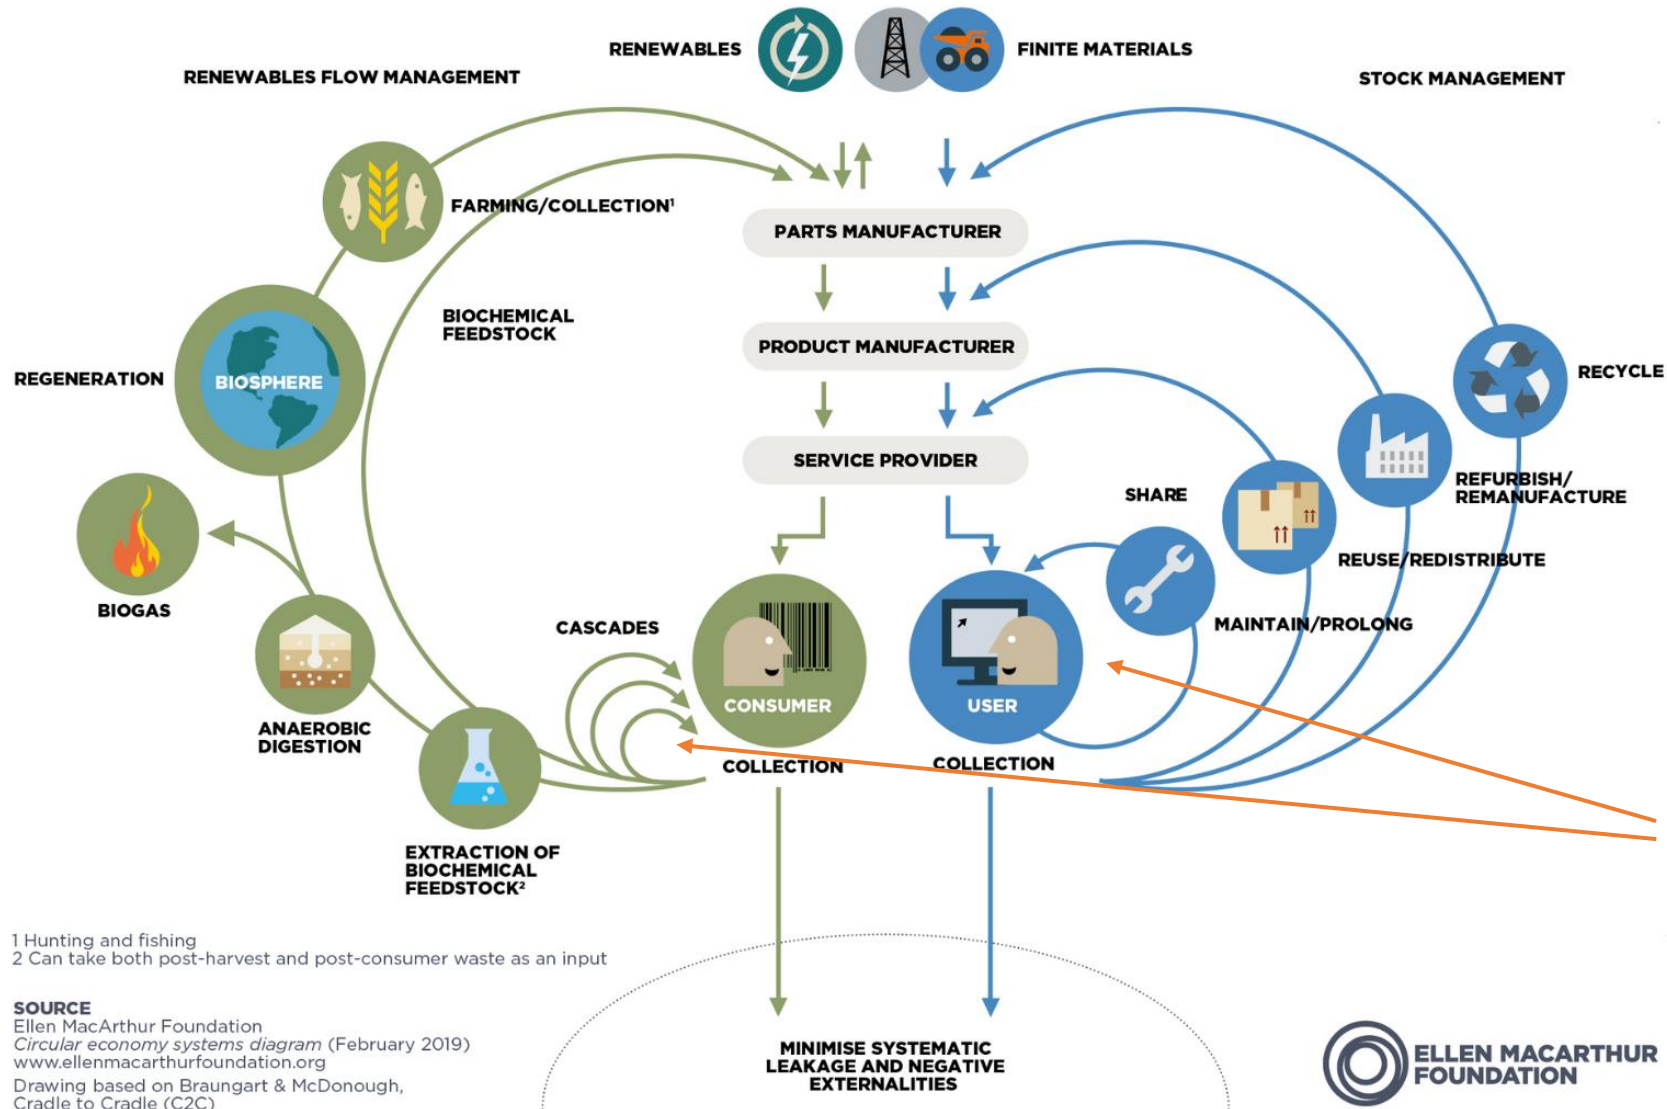 RENEWABLES
FINITE MATERIALS
RENEWABLES FLOW MANAGEMENT
STOCK MANAGEMENT
FARMING/COLLECTION¹
PARTS MANUFACTURER
BIOCHEMICAL
FEEDSTOCK
PRODUCT MANUFACTURER
REGENERATION
BIOSPHERE
RECYCLE
SERVICE PROVIDER
SHARE
REFURBISH/
REMANUFACTURE
REUSE/REDISTRIBUTE
BIOGAS
CASCADES
MAINTAIN/PROLONG
CONSUMER
USER
ANAEROBIC
DIGESTION
COLLECTION
COLLECTION
EXTRACTION OF
BIOCHEMICAL
FEEDSTOCK²
1 Hunting and fishing
2 Can take both post-harvest and post-consumer waste as an input
SOURCE
Ellen MacArthur Foundation
Circular economy systems diagram (February 2019)
www.ellenmacarthurfoundation.org
Drawing based on Braungart & McDonough,
Cradle to Cradle (C2C)
MINIMISE SYSTEMATIC
LEAKAGE AND NEGATIVE
EXTERNALITIES
ELLEN MACARTHUR
FOUNDATION